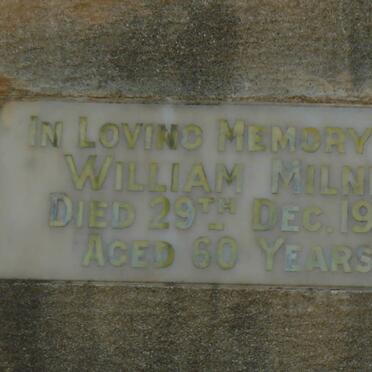 In Loving Memory
William Miln
Died 29th Dec. 19
Aged 60 Years